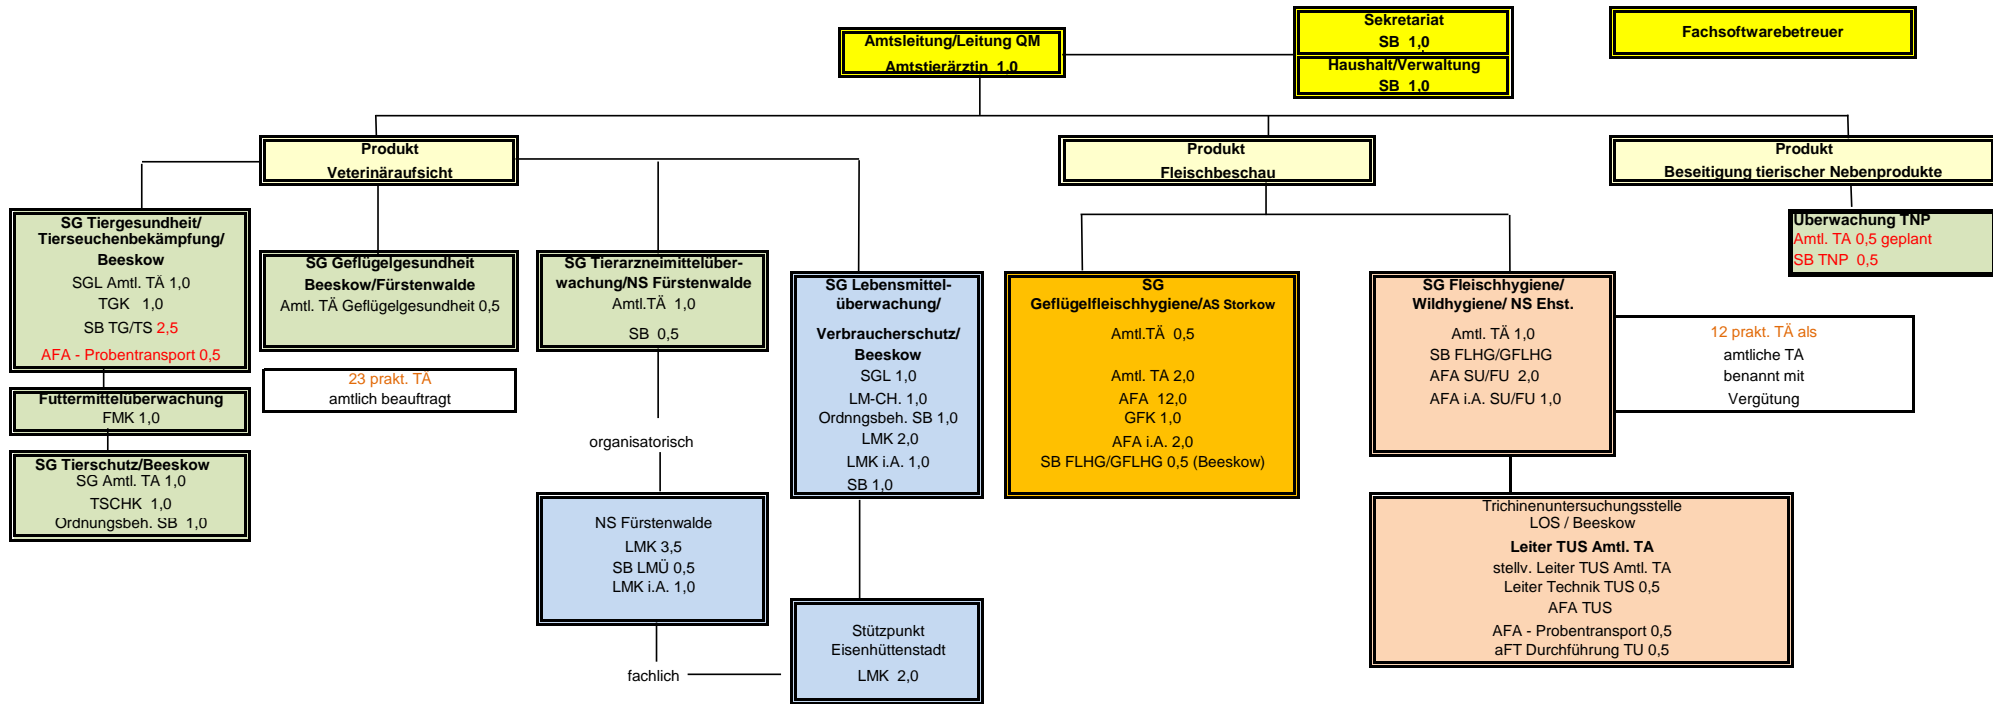 Amtsleitung/Leitung QM
Amtstierärztin 1,0
Sekretariat
SB 1,0
Haushalt/Verwaltung
SB 1,0
Fachsoftwarebetreuer
Produkt
Veterinäraufsicht
Produkt
Fleischbeschau
Produkt
Beseitigung tierischer Nebenprodukte
SG Tiergesundheit/
Tierseuchenbekämpfung/
Beeskow
SGL Amtl. TÄ 1,0
TGK 1,0
SB TG/TS 2,5
AFA - Probentransport 0,5
Futtermittelüberwachung
FMK 1,0
SG Tierschutz/Beeskow
SG Amtl. TA 1,0
TSCHK 1,0
Ordnungsbeh. SB 1,0
SG Geflügelgesundheit
Beeskow/Fürstenwalde
Amtl. TÄ Geflügelgesundheit 0,5
23 prakt. TÄ
amtlich beauftragt
SG Tierarzneimittelüber-
wachung/NS Fürstenwalde
Amtl.TÄ 1,0
SB 0,5
organisatorisch
NS Fürstenwalde
LMK 3,5
SB LMÜ 0,5
LMK i.A. 1,0
fachlich
SG Lebensmittel-
überwachung/
Verbraucherschutz/
Beeskow
SGL 1,0
LM-CH. 1,0
Ordnngsbeh. SB 1,0
LMK 2,0
LMK i.A. 1,0
SB 1,0
Stützpunkt
Eisenhüttenstadt
LMK 2,0
SG
Geflügelfleischhygiene/AS Storkow
Amtl.TÄ 0,5
Amtl. TA 2,0
AFA 12,0
GFK 1,0
AFA i.A. 2,0
SB FLHG/GFLHG 0,5 (Beeskow)
SG Fleischhygiene/
Wildhygiene/ NS Ehst.
Amtl. TÄ 1,0
SB FLHG/GFLHG
AFA SU/FU 2,0
AFA i.A. SU/FU 1,0
12 prakt. TÄ als
amtliche TA
benannt mit
Vergütung
Trichinenuntersuchungsstelle
LOS / Beeskow
Leiter TUS Amtl. TA
stellv. Leiter TUS Amtl. TA
Leiter Technik TUS 0,5
AFA TUS
AFA - Probentransport 0,5
aFT Durchführung TU 0,5
Überwachung TNP
Amtl. TA 0,5 geplant
SB TNP 0,5